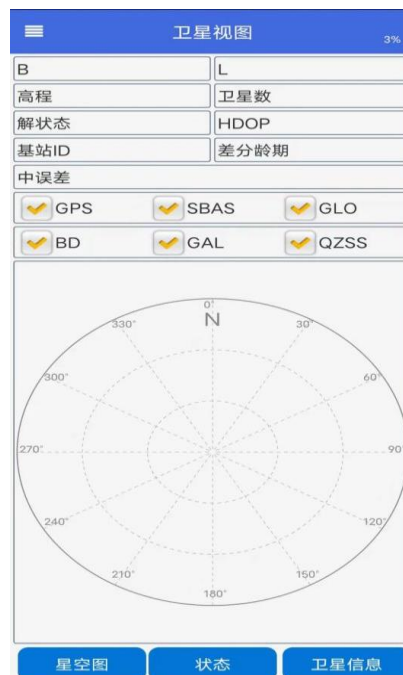 卫星视图
3%
B
L
高程
卫星数
解状态
HDOP
基站ID
差分龄期
中误差
GPS SBAS GLO
BD GAL QZSS
0°
N
330° 30°
300° 60°
270° 90
240° 120°
210° 150°
180°
星空图 状态 卫星信息